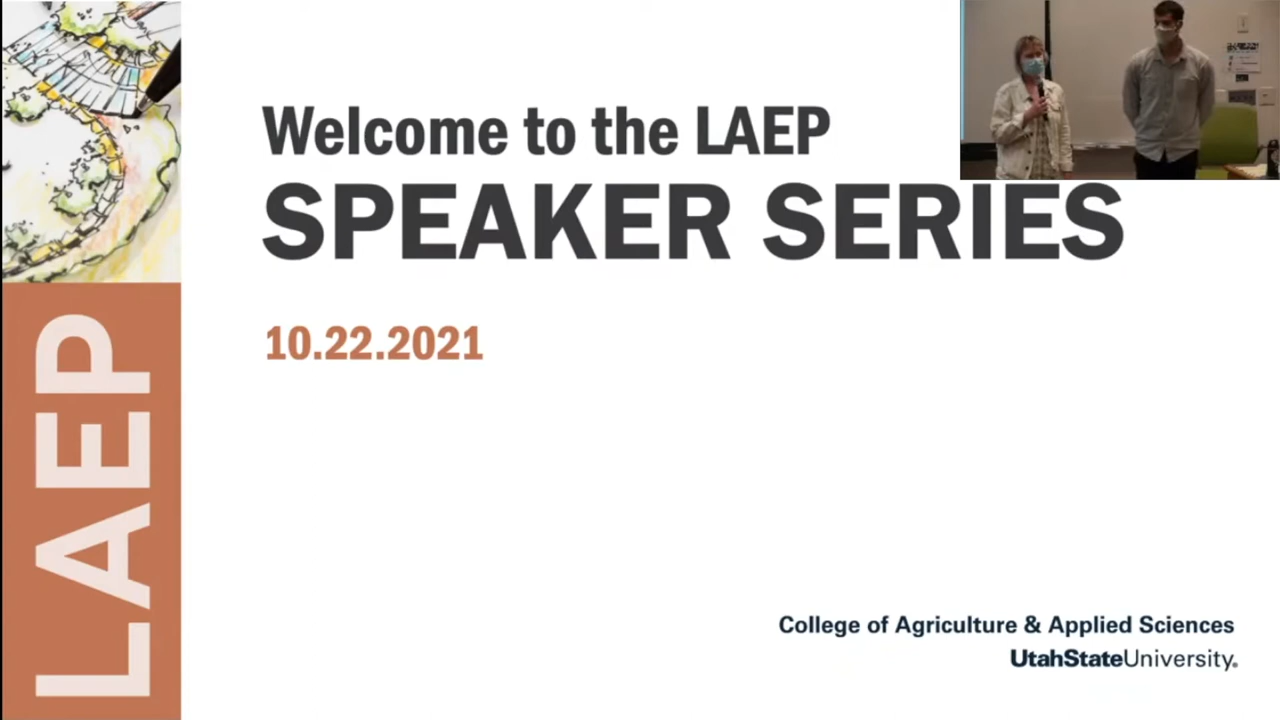 Welcome to the LAEP
SPEAKER SERIES
10.22.2021
LAEP
College of Agriculture & Applied Sciences
UtahStateUniversity.